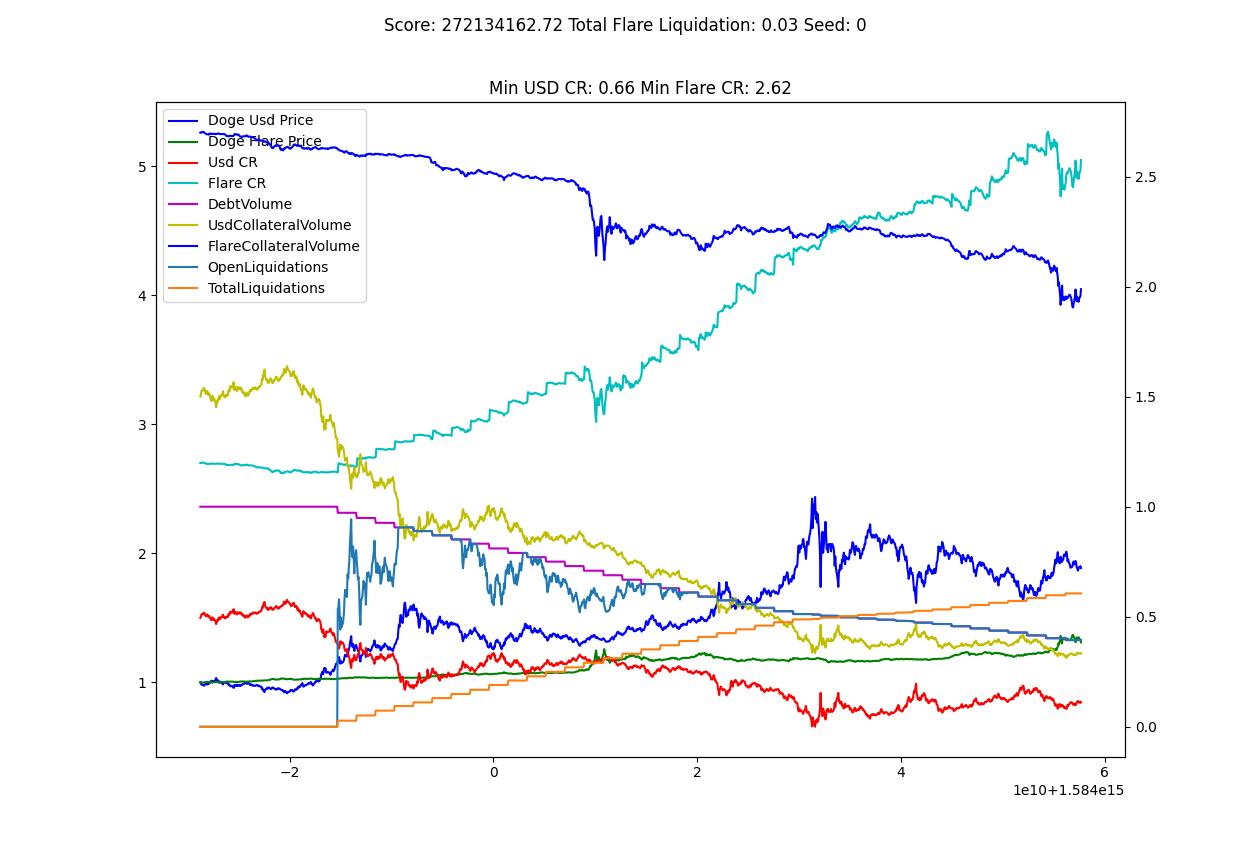 Score: 272134162.72 Total Flare Liquidation: 0.03 Seed: 0
Min USD CR: 0.66 Min Flare CR: 2.62
Doge Usd Price
Doge Flare Price
Usd CR
Flare CR
DebtVolume
UsdCollateralVolume
FlareCollateralVolume
OpenLiquidations
TotalLiquidations
5
4
3
2
1
2.5
2.0
1.5
1.0
0.5
0.0
−2
0
2
4
6
1e10+1.584e15